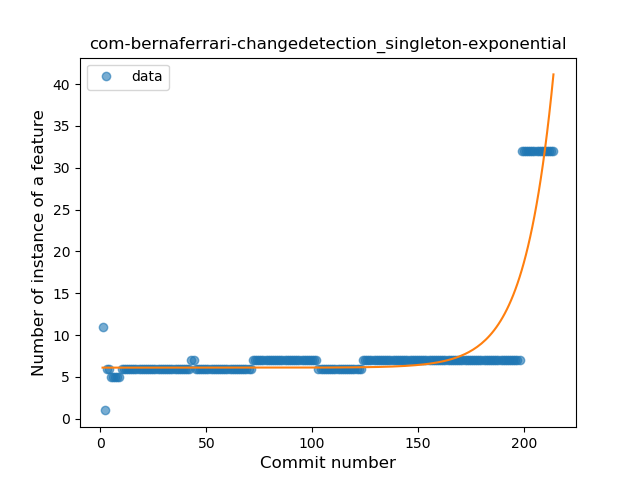 com-bernaferrari-changedetection_singleton-exponential
data
Number of instance of a feature
40
35
30
25
20
15
10
5
0
0 50 100 150 200
Commit number